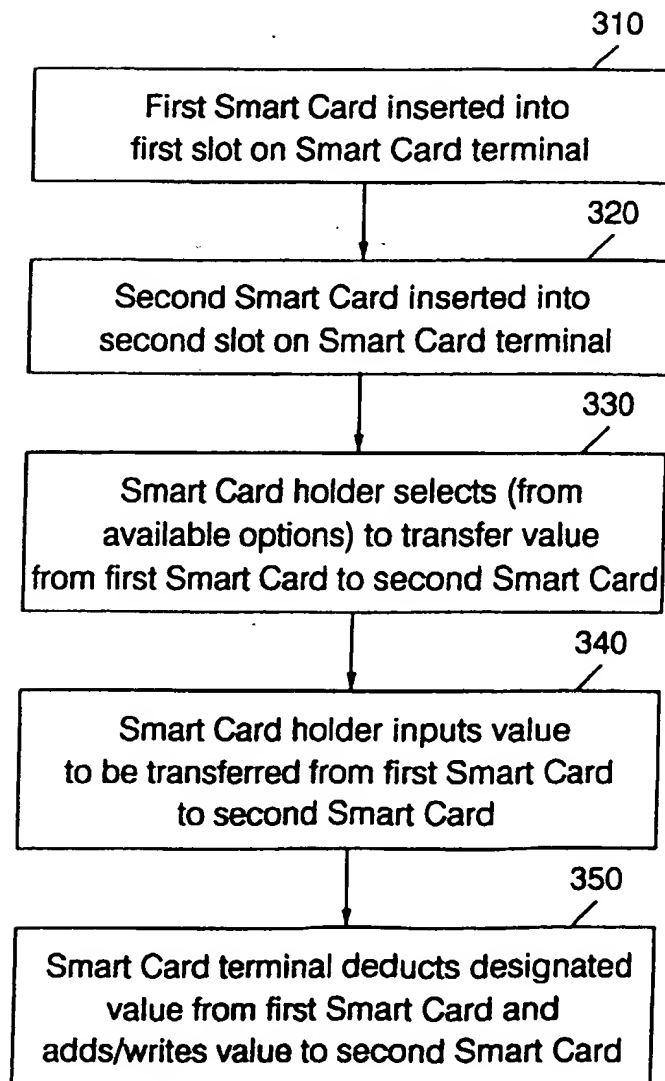 310
First Smart Card inserted into
first slot on Smart Card terminal
320
Second Smart Card inserted into
second slot on Smart Card terminal
330
Smart Card holder selects (from
available options) to transfer value
from first Smart Card to second Smart Card
340
Smart Card holder inputs value
to be transferred from first Smart Card
to second Smart Card
350
Smart Card terminal deducts designated
value from first Smart Card and
adds/writes value to second Smart Card